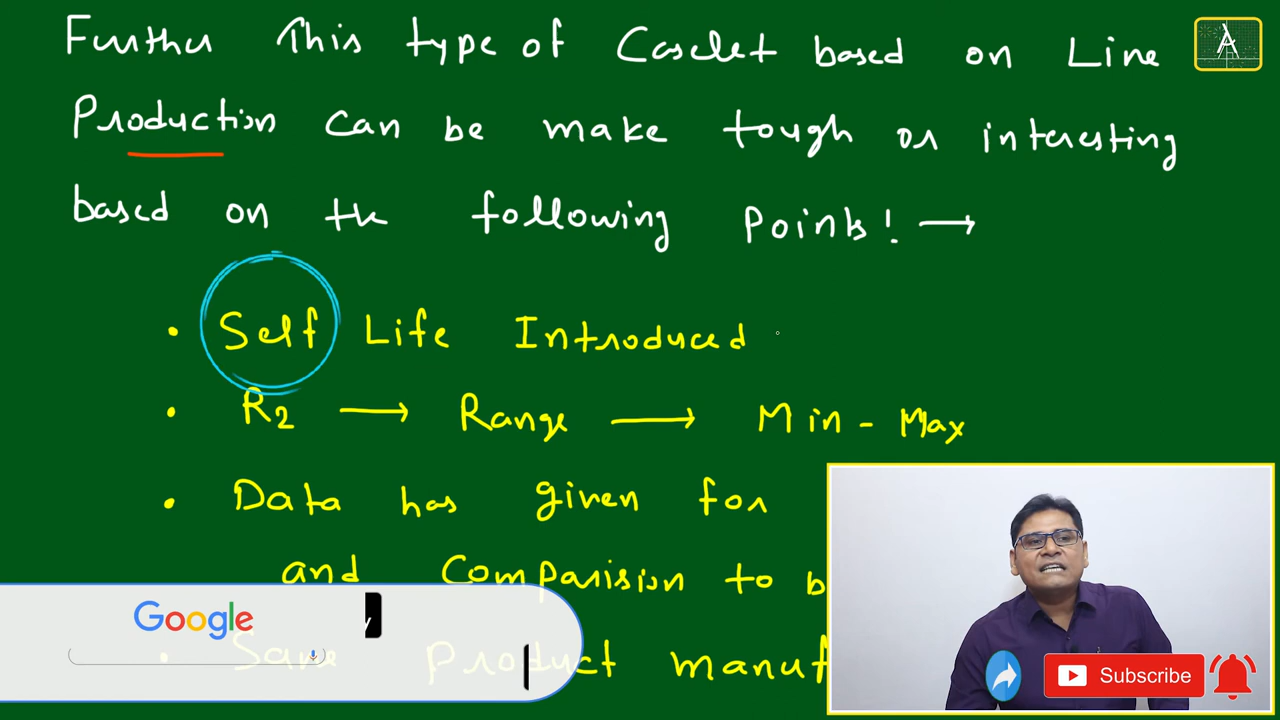 Further This type of Caselet based on Line
Production can be make tough or interesting
based on the following Points! →
• Self Life Introduced
• R2 → Range → Min - Max
• Data has given for
and Comparision to b
Google
• Same Product manuf
Subscribe